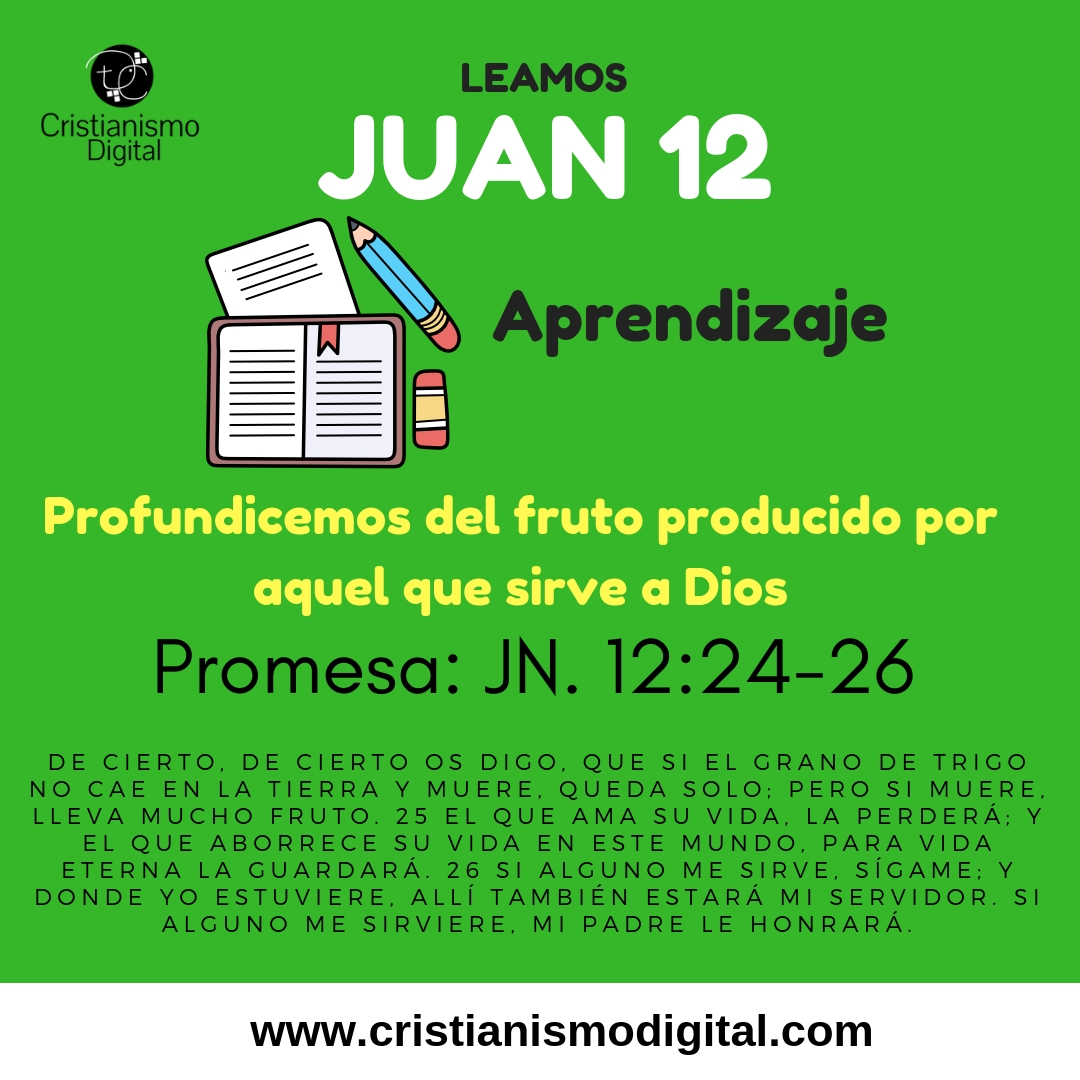 Cristianismo
Digital
LEAMOS
JUAN 12
Aprendizaje
Profundicemos del fruto producido por
aquel que sirve a Dios
Promesa: JN. 12:24-26
DE CIERTO, DE CIERTO OS DIGO, QUE SI EL GRANO DE TRIGO
NO CAE EN LA TIERRA Y MUERE, QUEDA SOLO; PERO SI MUERE,
LLEVA MUCHO FRUTO. 25 EL QUE AMA SU VIDA, LA PERDERÁ; Y
EL QUE ABORRECE SU VIDA EN ESTE MUNDO, PARA VIDA
ETERNA LA GUARDARÁ. 26 SI ALGUNO ME SIRVE, SÍGAME; Y
DONDE YO ESTUVIERE, ALLÍ TAMBIÉN ESTARÁ MI SERVIDOR. SI
ALGUNO ME SIRVIERE, MI PADRE LE HONRARÁ.
www.cristianismodigital.com